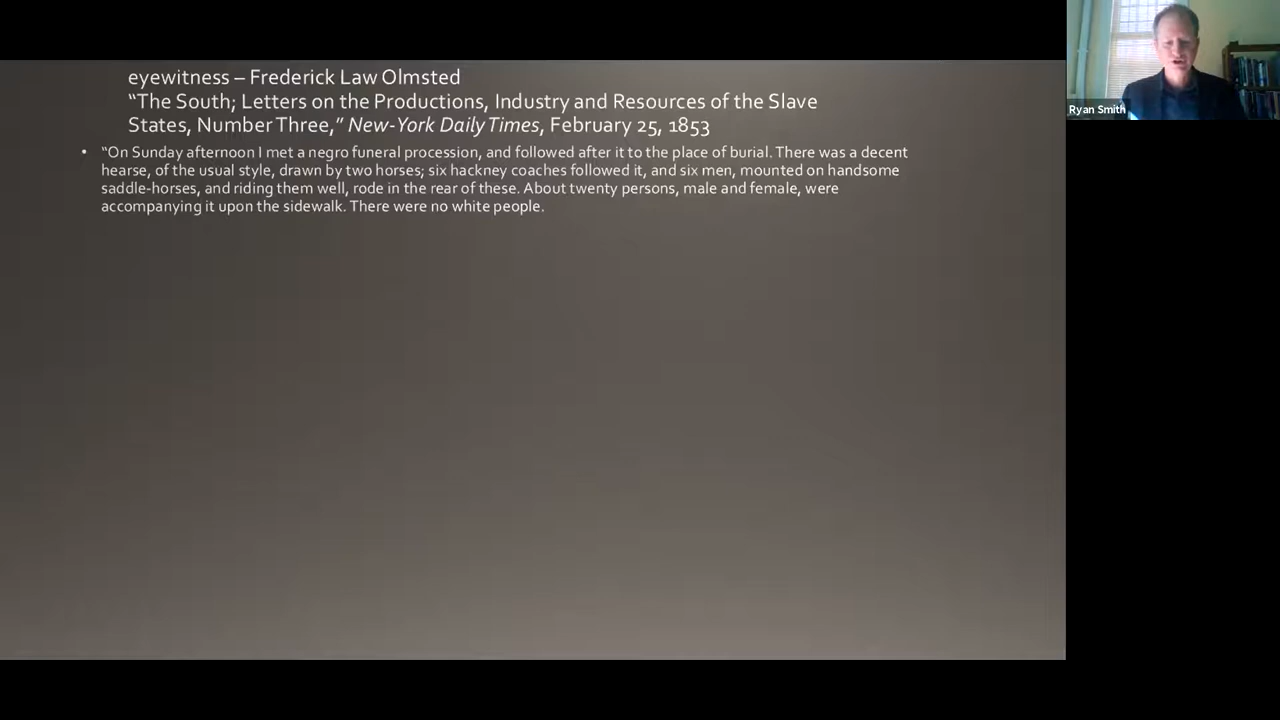 eyewitness – Frederick Law Olmsted
“The South; Letters on the Productions, Industry and Resources of the Slave
States, Number Three,” New-York Daily Times, February 25, 1853
• “On Sunday afternoon I met a negro funeral procession, and followed after it to the place of burial. There was a decent
hearse, of the usual style, drawn by two horses; six hackney coaches followed it, and six men, mounted on handsome
saddle-horses, and riding them well, rode in the rear of these. About twenty persons, male and female, were
accompanying it upon the sidewalk. There were no white people.
Ryan Smith